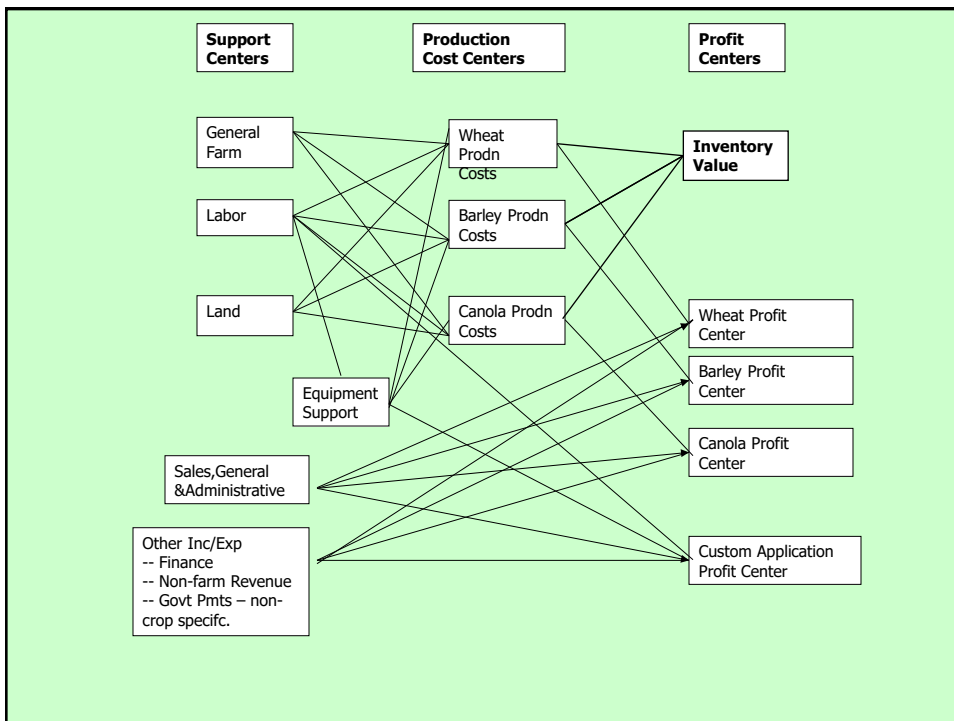 Support
Centers
Production
Cost Centers
Profit
Centers
General
Farm
Wheat
Prodn
Costs
Inventory
Value
Labor
Barley Prodn
Costs
Land
Canola Prodn
Costs
Wheat Profit
Center
Equipment
Support
Barley Profit
Center
Sales,General
&Administrative
Canola Profit
Center
Other Inc/Exp
-- Finance
-- Non-farm Revenue
-- Govt Pmts – non-
crop specifc.
Custom Application
Profit Center